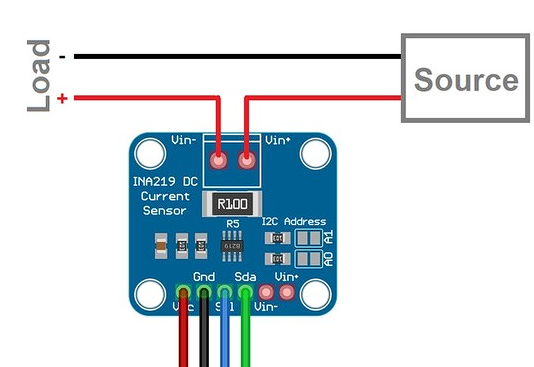 Load
-
+
Source
Vin- Vin+
INA219 DC
Current
Sensor
R100
R5
I2C Address
A1
A0
Gnd Sda Vin+
Vin-